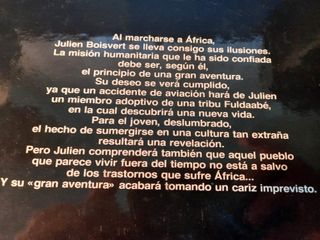 Al marcharse a África,
Julien Boisvert se lleva consigo sus ilusiones.
La misión humanitaria que le ha sido confiada
debe ser, según él,
el principio de una gran aventura.
Su deseo se verá cumplido,
ya que un accidente de aviación hará de Julien
un miembro adoptivo de una tribu Fuldaabé,
en la cual descubrirá una nueva vida.
Para el joven, deslumbrado,
el hecho de sumergirse en una cultura tan extraña
resultará una revelación.
Pero Julien comprenderá también que aquel pueblo
que parece vivir fuera del tiempo no está a salvo
de los trastornos que sufre África...
Y su «gran aventura» acabará tomando un cariz imprevisto.